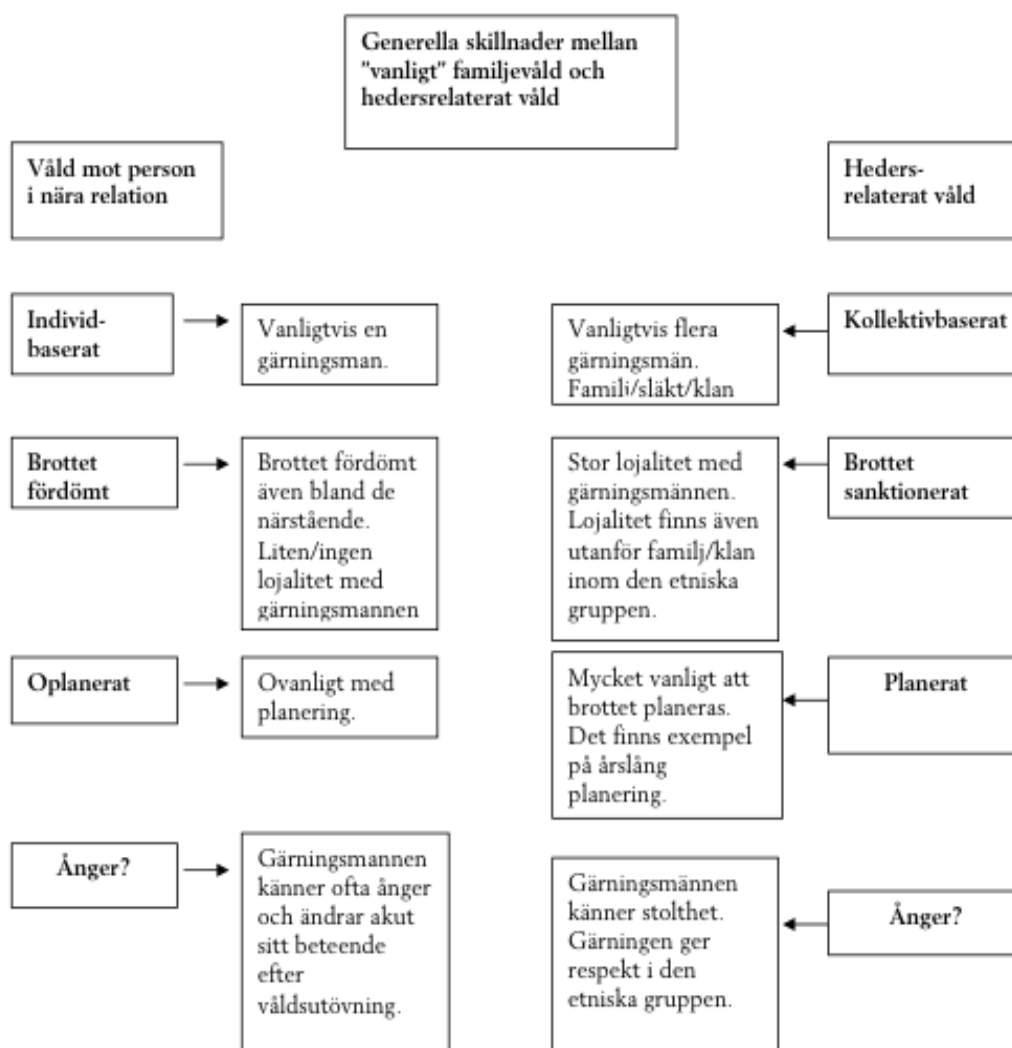 Generella skillnader mellan
"vanligt" familjevåld och
hedersrelaterat våld
Våld mot person
i nära relation
Heders-
relaterat våld
Individ-
baserat
Vanligtvis en
gärningsman.
Vanligtvis flera
gärningsmän.
Famili/släkt/klan
Kollektivbaserat
Brottet
fördömt
Brottet fördömt
även bland de
närstående.
Liten/ingen
lojalitet med
gärningsmannen
Stor lojalitet med
gärningsmännen.
Lojalitet finns även
utanför familj/klan
inom den etniska
gruppen.
Brottet
sanktionerat
Oplanerat
Ovanligt med
planering.
Mycket vanligt att
brottet planeras.
Det finns exempel
på årslång
planering.
Planerat
Ånger?
Gärningsmannen
känner ofta ånger
och ändrar akut
sitt beteende
efter
våldsutövning.
Gärningsmännen
känner stolthet.
Gärningen ger
respekt i den
etniska gruppen.
Ånger?